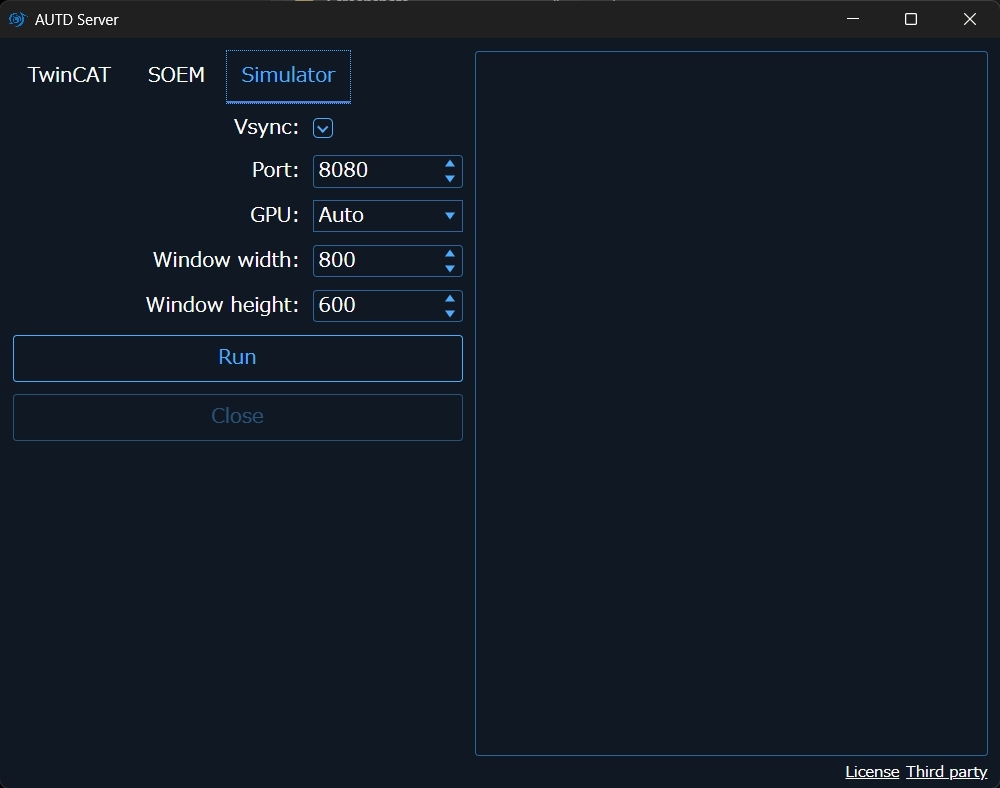 AUTD Server
TwinCAT SOEM Simulator
Vsync:
Port: 8080
GPU: Auto
Window width: 800
Window height: 600
Run
Close
License Third party